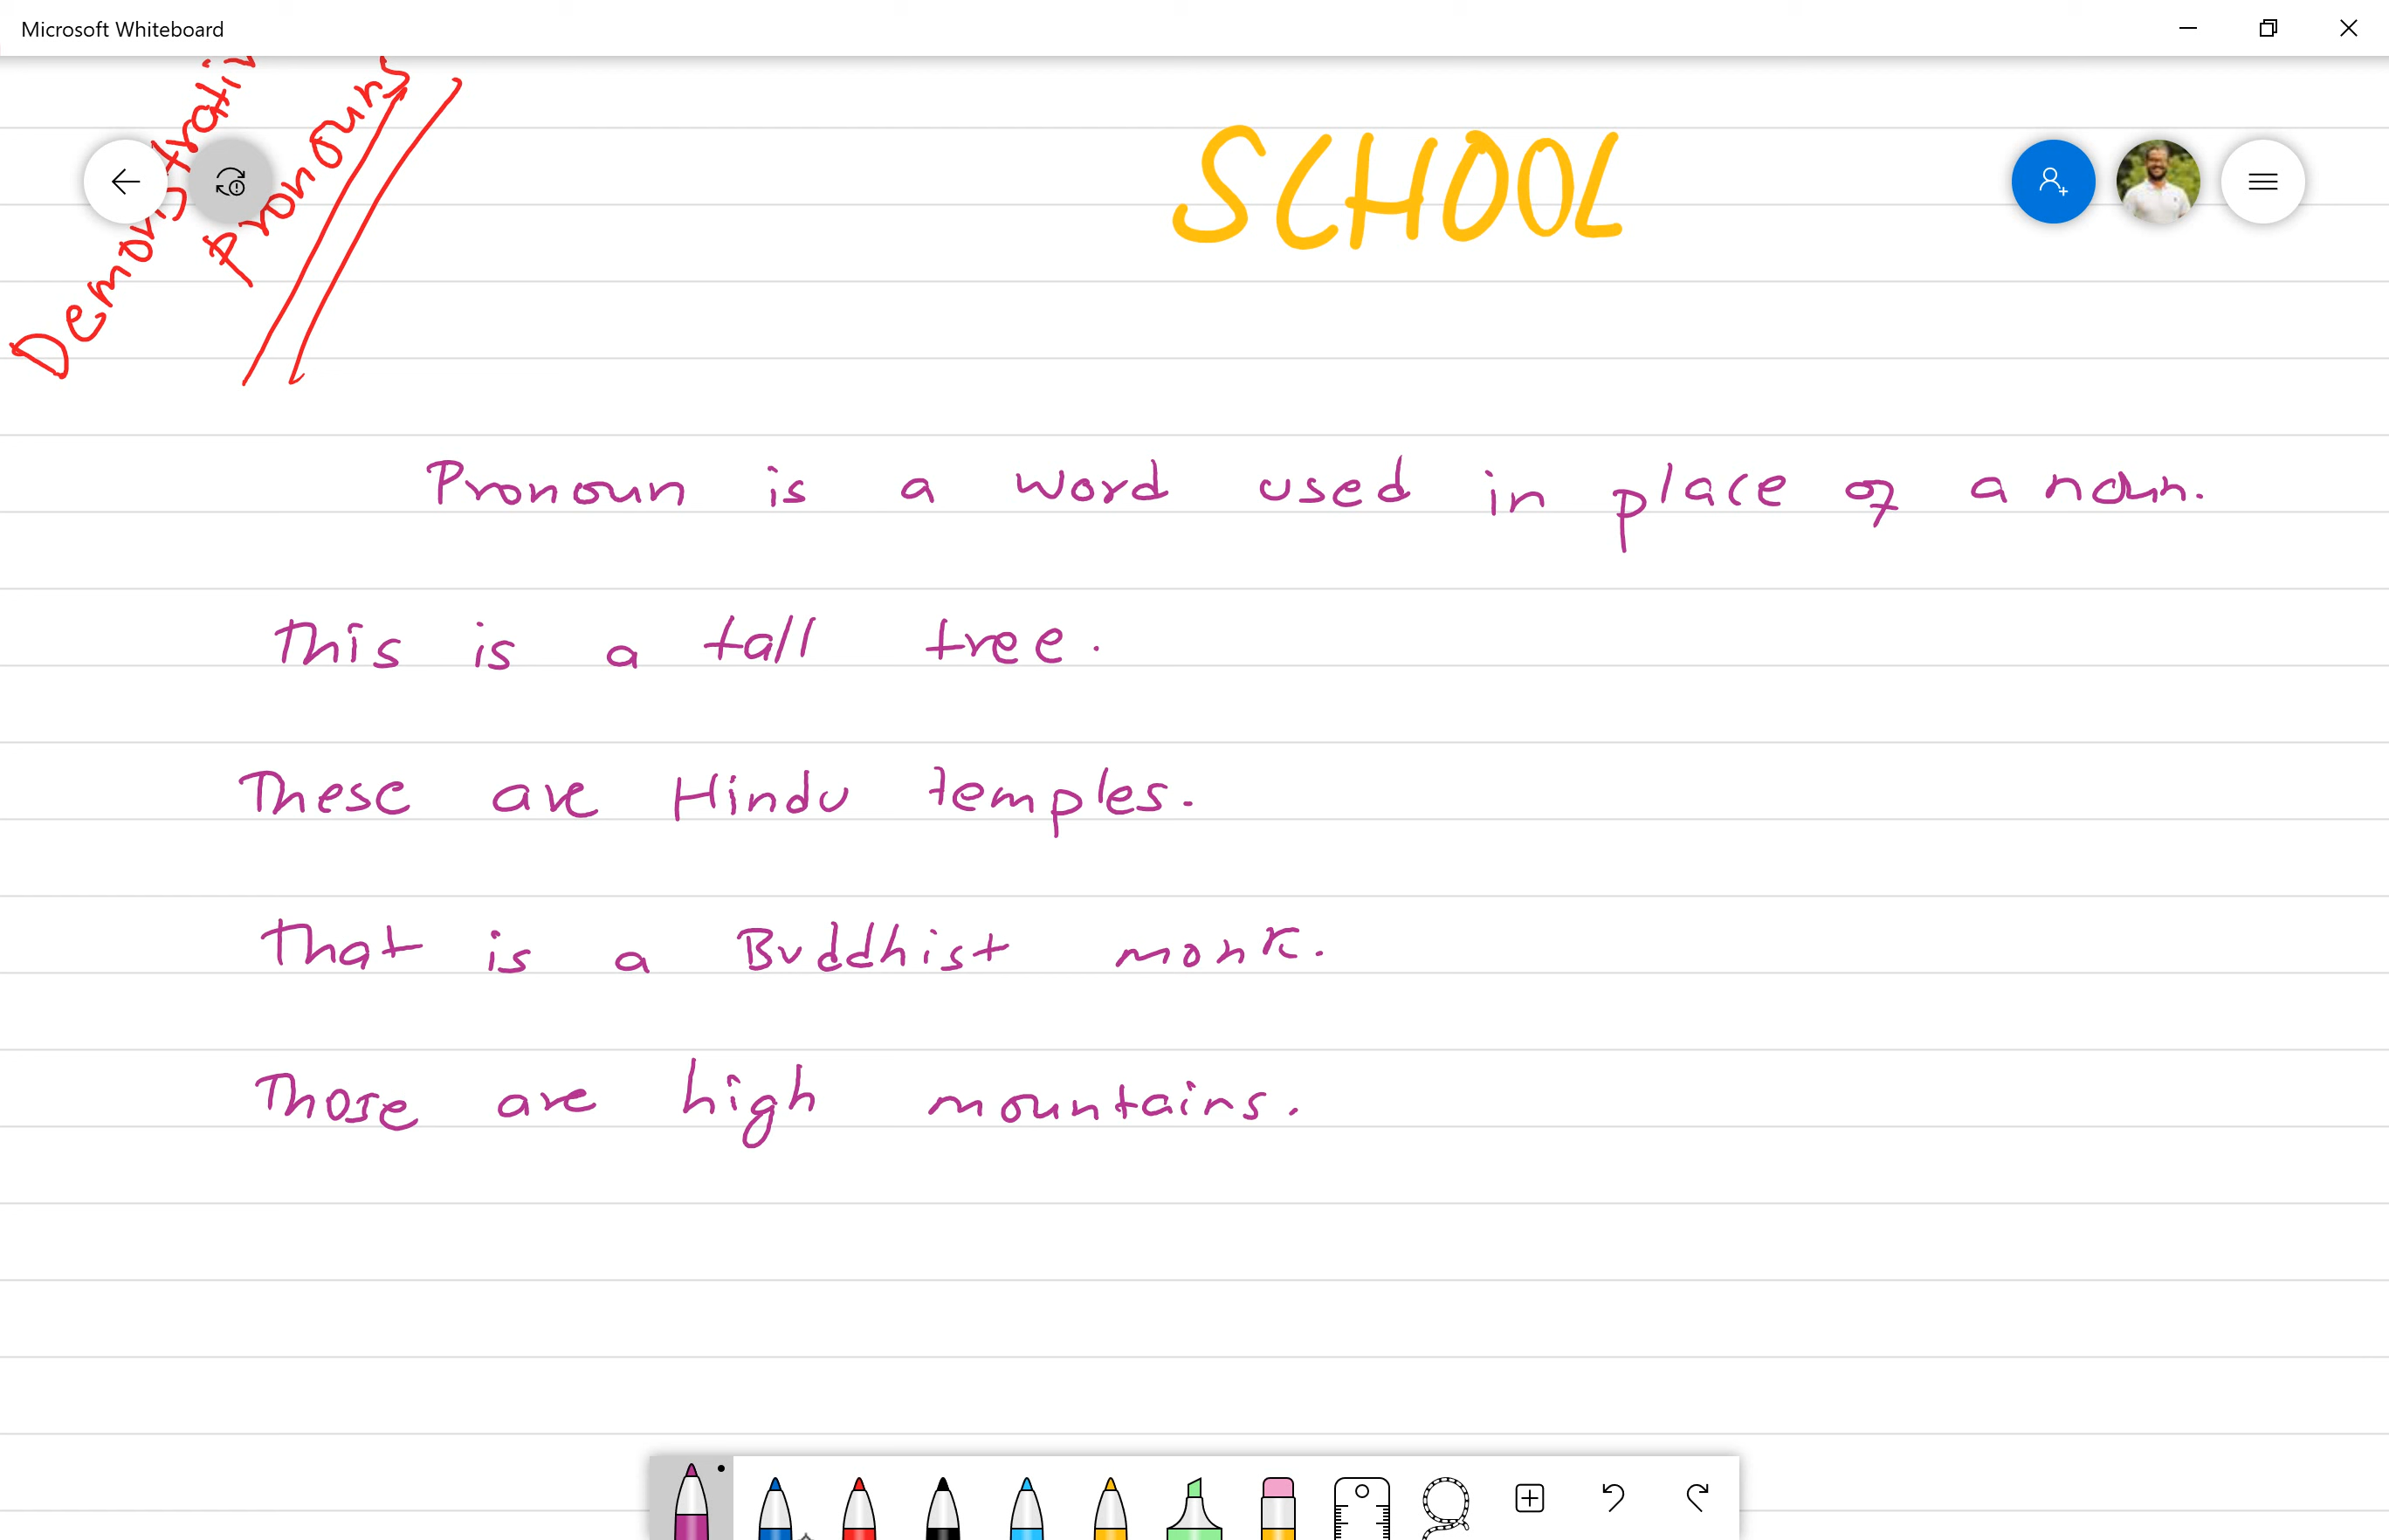 Microsoft Whiteboard
Pronouns
SCHOOL
Pronoun is a word used in place of a noun.
This is a tall tree.
These are Hindu temples.
That is a Buddhist monk.
Those are high mountains.